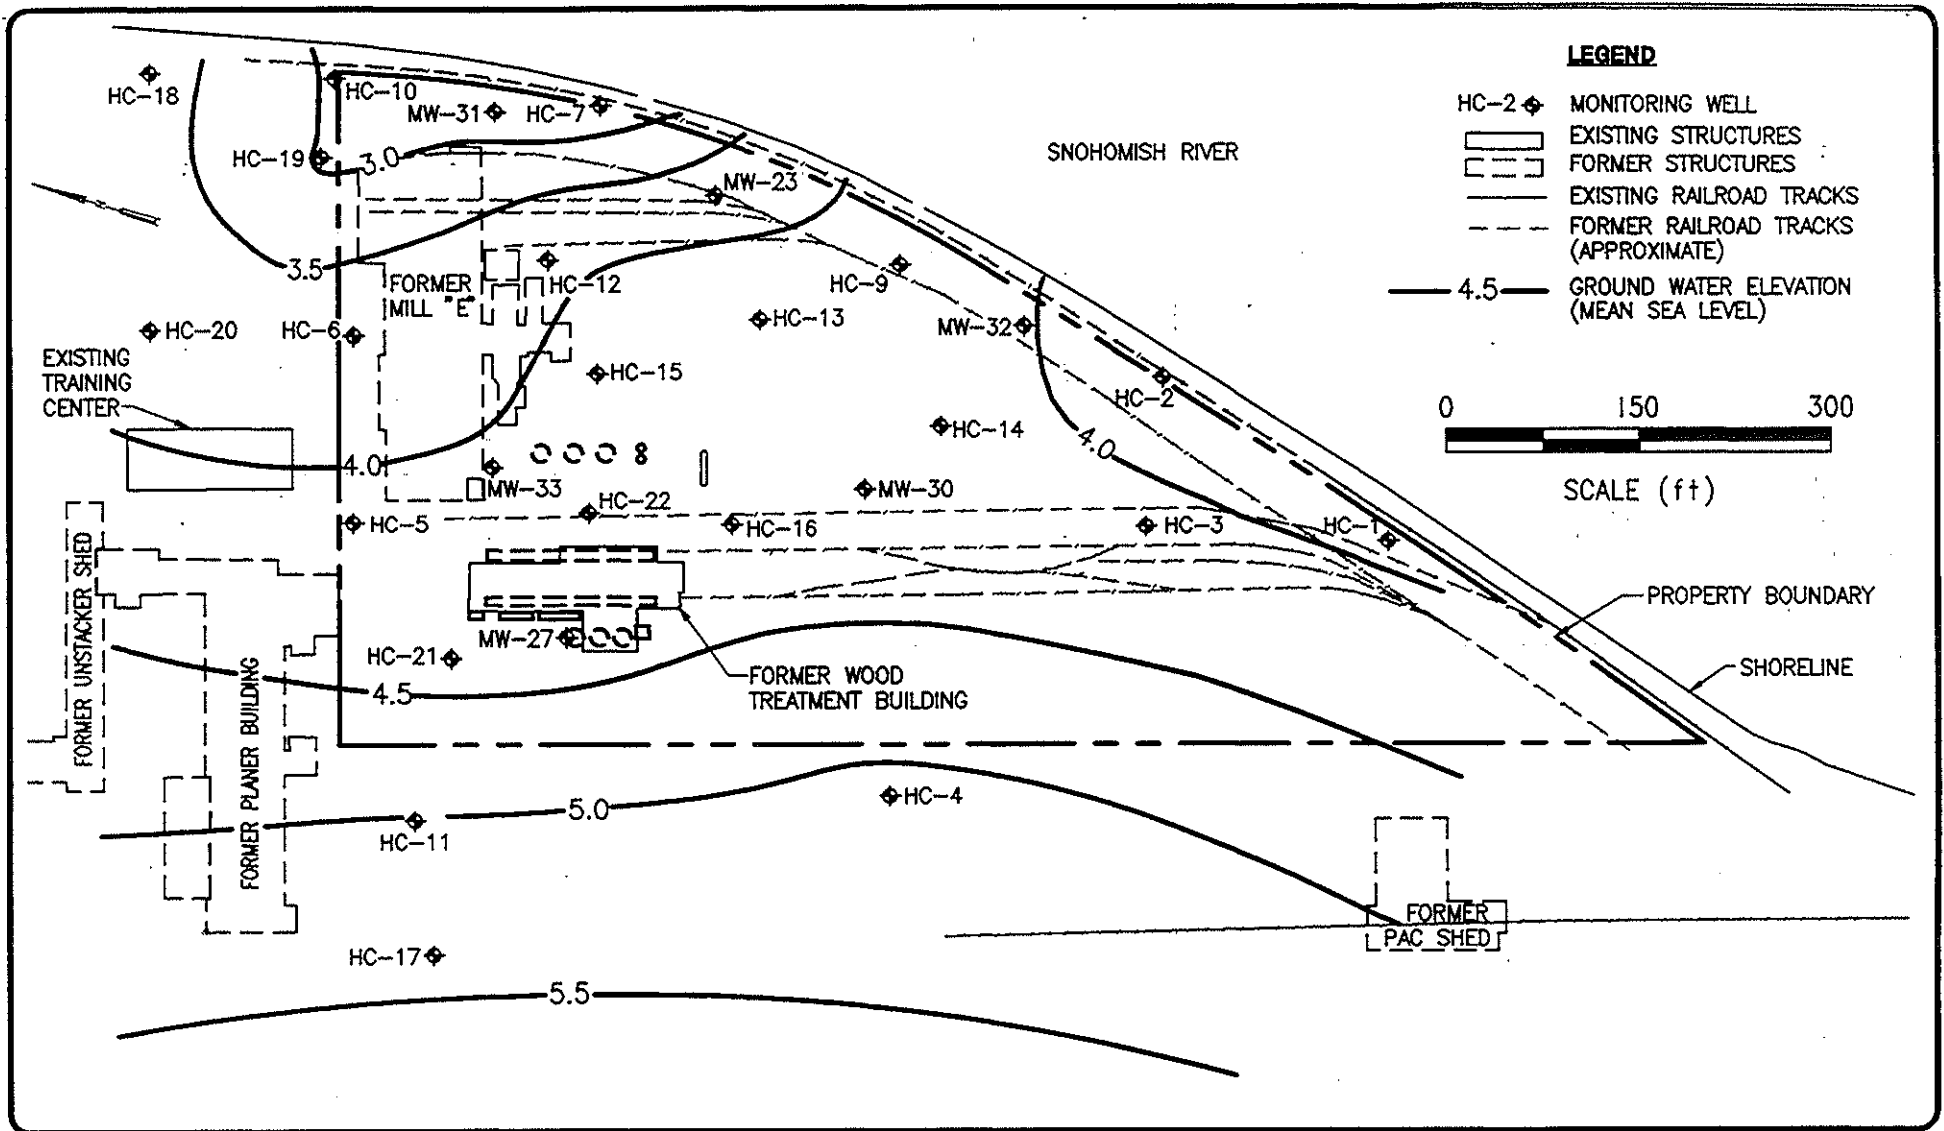 LEGEND
HC-2 MONITORING WELL
EXISTING STRUCTURES
FORMER STRUCTURES
EXISTING RAILROAD TRACKS
FORMER RAILROAD TRACKS
(APPROXIMATE)
4.5 GROUND WATER ELEVATION
(MEAN SEA LEVEL)
0 150 300
SCALE (ft)
SNOHOMISH RIVER
HC-18
HC-10
MW-31
HC-7
HC-19
3.0
MW-23
3.5
FORMER
MILL "E"
HC-12
HC-9
HC-20
HC-6
HC-13
MW-32
EXISTING
TRAINING
CENTER
HC-15
HC-2
HC-14
4.0
4.0
MW-33
MW-30
HC-22
HC-5
HC-16
HC-3
HC-1
FORMER UNSTACKER SHED
PROPERTY BOUNDARY
MW-27
HC-21
FORMER WOOD
TREATMENT BUILDING
SHORELINE
4.5
FORMER PLANER BUILDING
5.0
HC-4
HC-11
FORMER
PAC SHED
HC-17
5.5